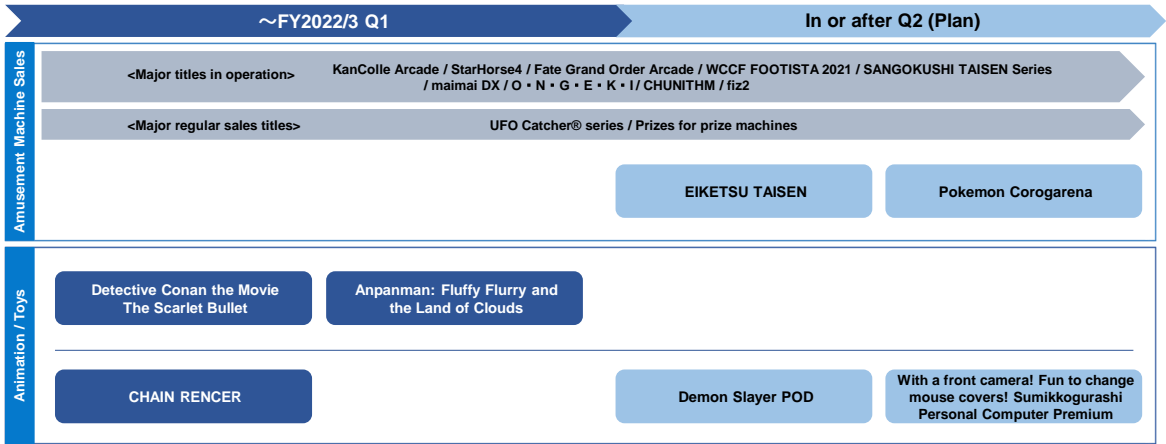 ～FY2022/3 Q1
In or after Q2 (Plan)
Amusement Machine Sales
<Major titles in operation>
KanColle Arcade / StarHorse4 / Fate Grand Order Arcade / WCCF FOOTISTA 2021 / SANGOKUSHI TAISEN Series
/ maimai DX / O・N・G・E・K・I / CHUNITHM / fiz2
<Major regular sales titles>
UFO Catcher® series / Prizes for prize machines
EIKETSU TAISEN
Pokemon Corogarena
Animation / Toys
Detective Conan the Movie
The Scarlet Bullet
Anpanman: Fluffy Flurry and
the Land of Clouds
CHAIN RENCER
Demon Slayer POD
With a front camera! Fun to change
mouse covers! Sumikkogurashi
Personal Computer Premium